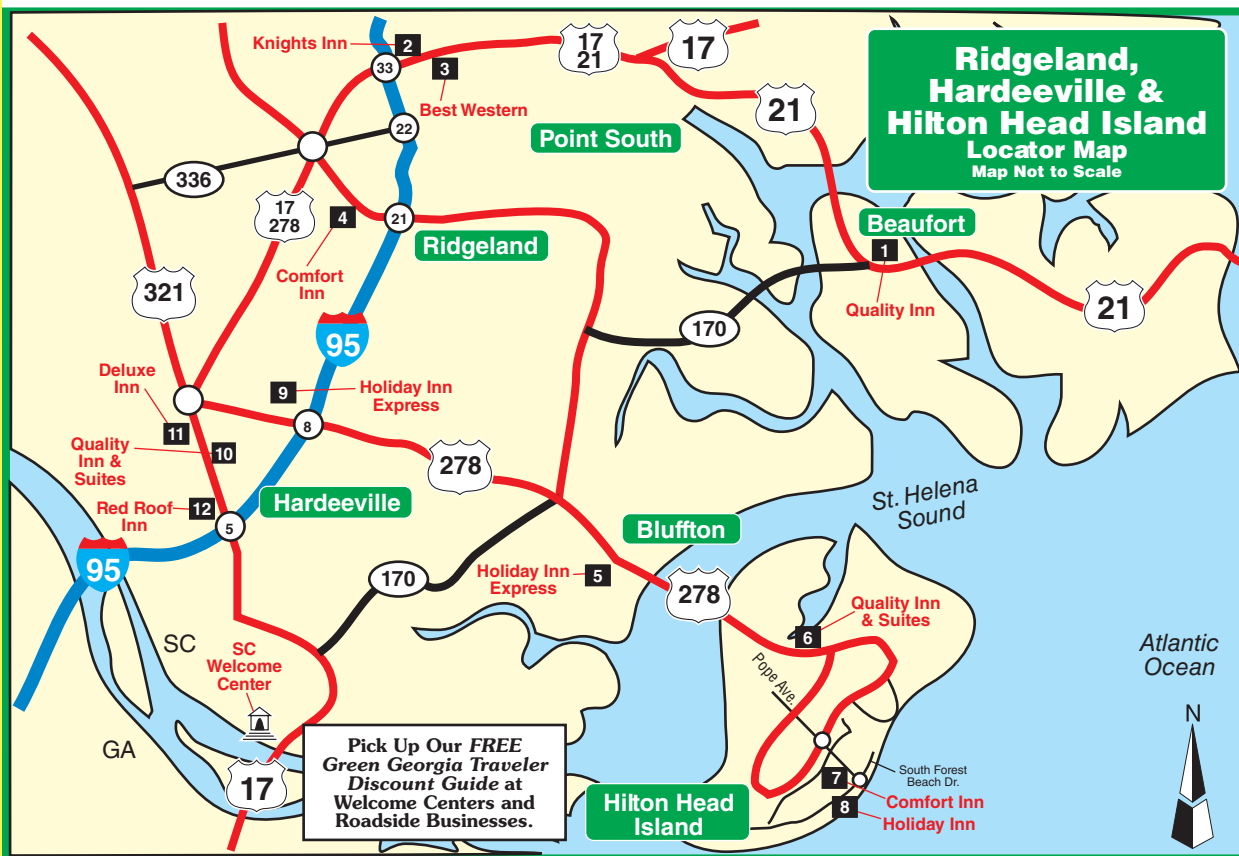 Ridgeland,
Hardeeville &
Hilton Head Island
Locator Map
Map Not to Scale
Knights Inn
2
33
3
Best Western
17
21
17
21
22
Point South
336
17
278
4
21
Ridgeland
Comfort
Inn
Beaufort
1
Quality Inn
21
321
95
170
Deluxe
Inn
9
Holiday Inn
Express
11
8
10
Quality
Inn &
Suites
278
Red Roof
Inn
12
Hardeeville
5
St. Helena
Sound
Bluffton
95
170
Holiday Inn
Express
5
278
Quality Inn
& Suites
6
SC
SC
Welcome
Center
Pope Ave.
Atlantic
Ocean
GA
N
17
Pick Up Our FREE
Green Georgia Traveler
Discount Guide at
Welcome Centers and
Roadside Businesses.
South Forest
Beach Dr.
7
Comfort Inn
8
Holiday Inn
Hilton Head
Island